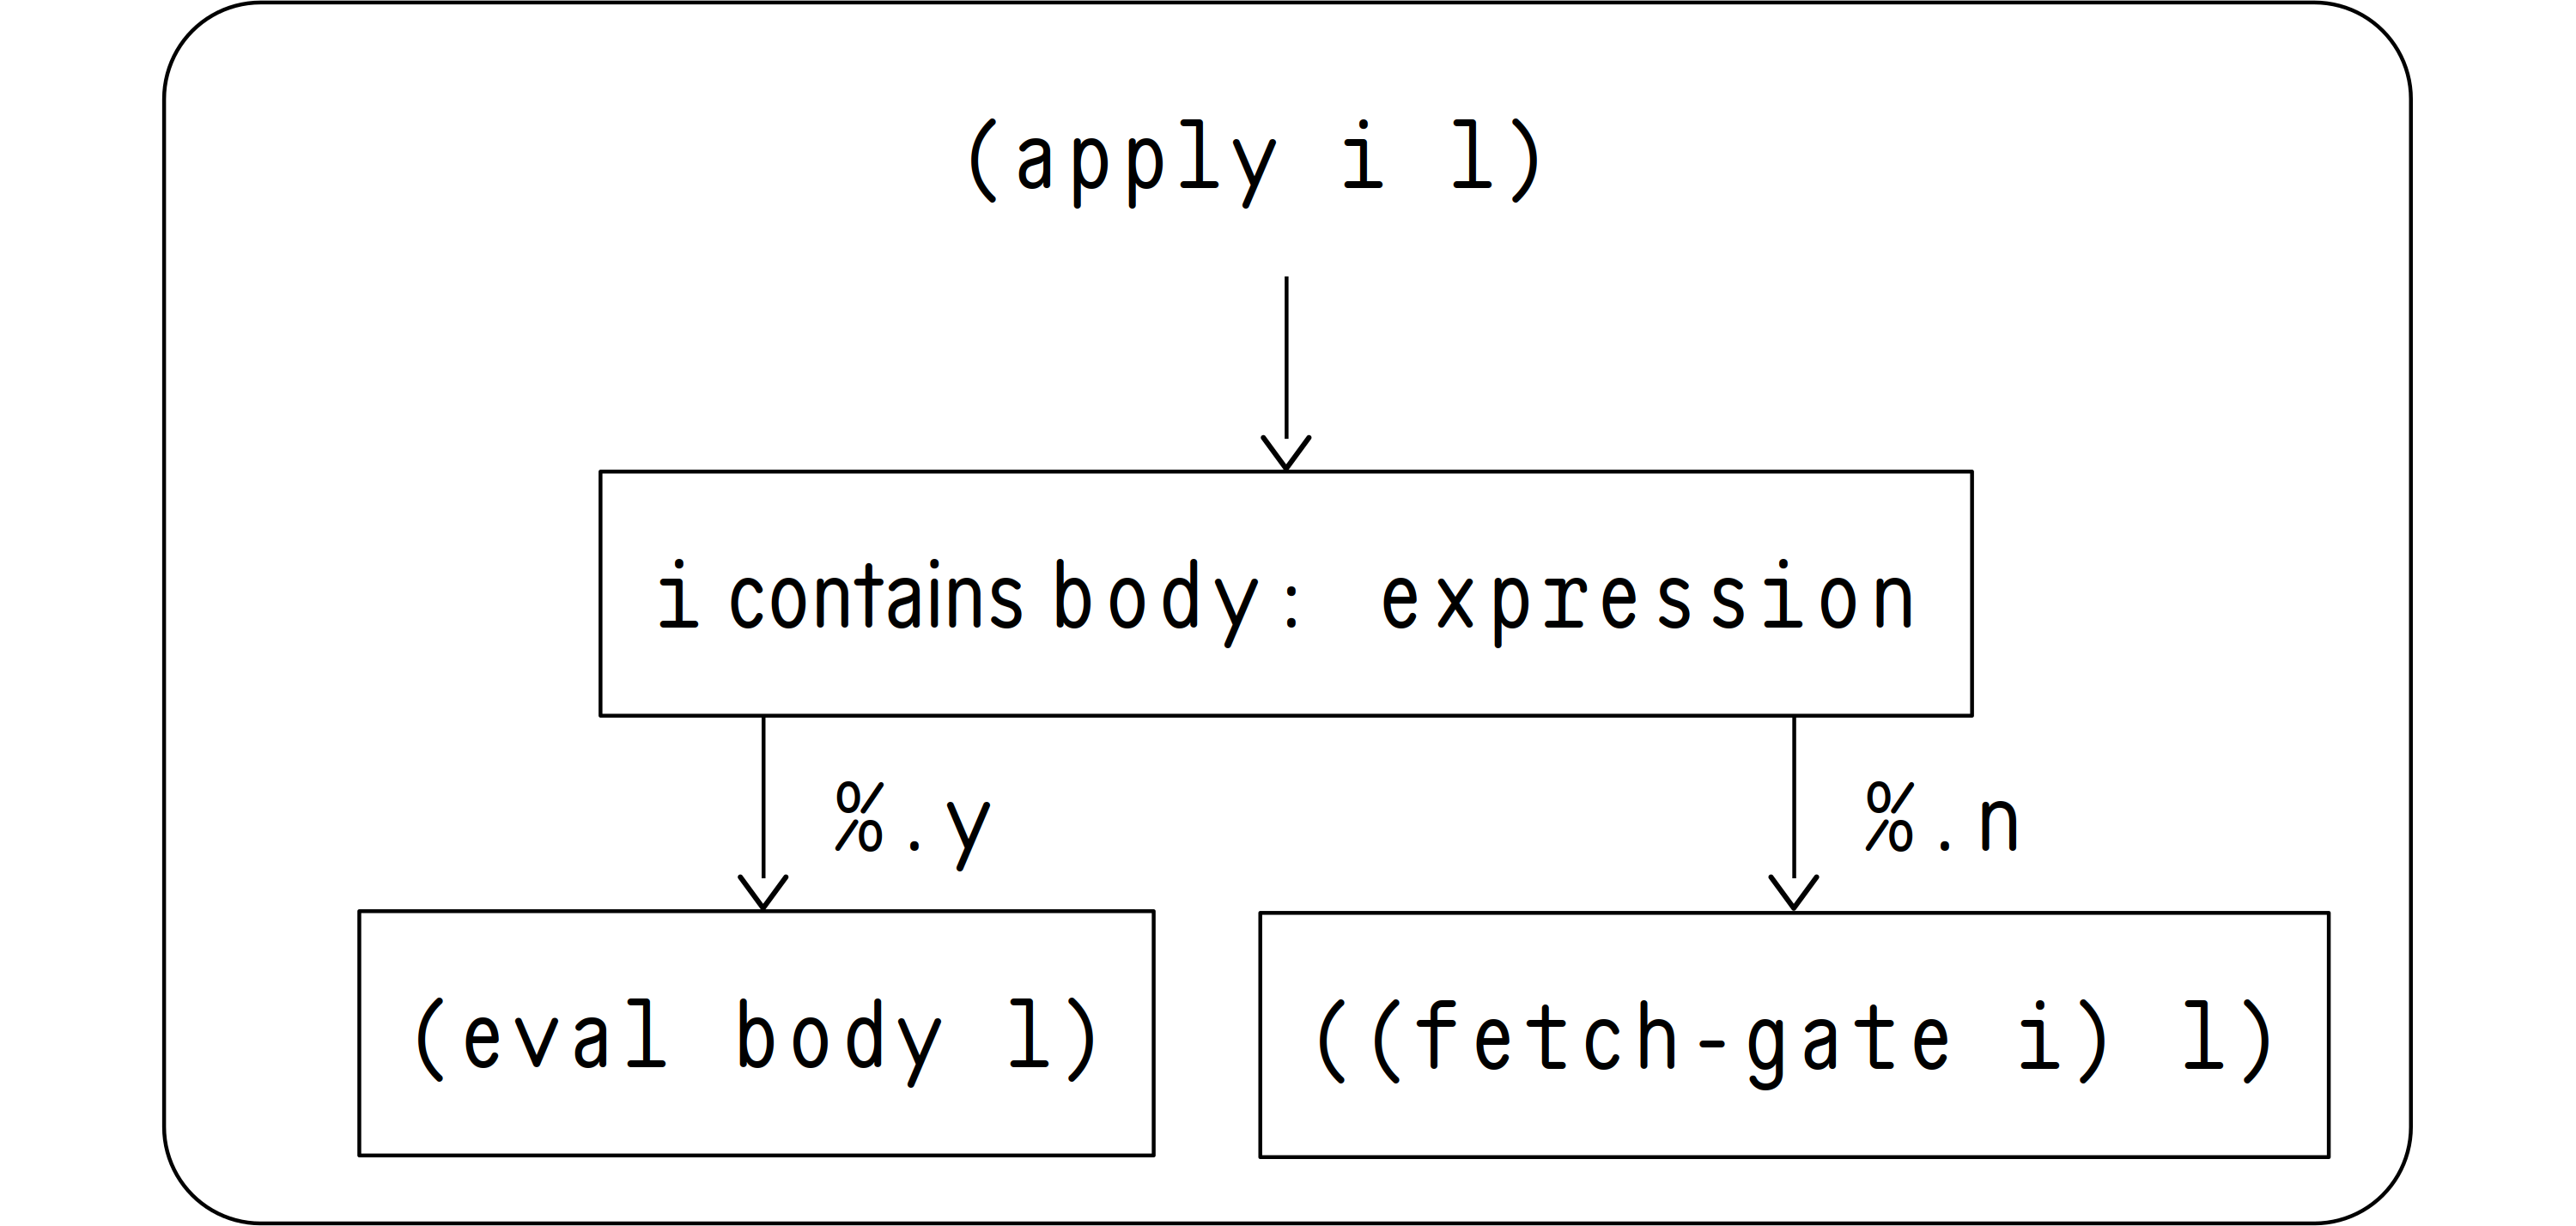 (apply i l)
i contains body: expression
%.y
%.n
(eval body l)
((fetch-gate i) l)